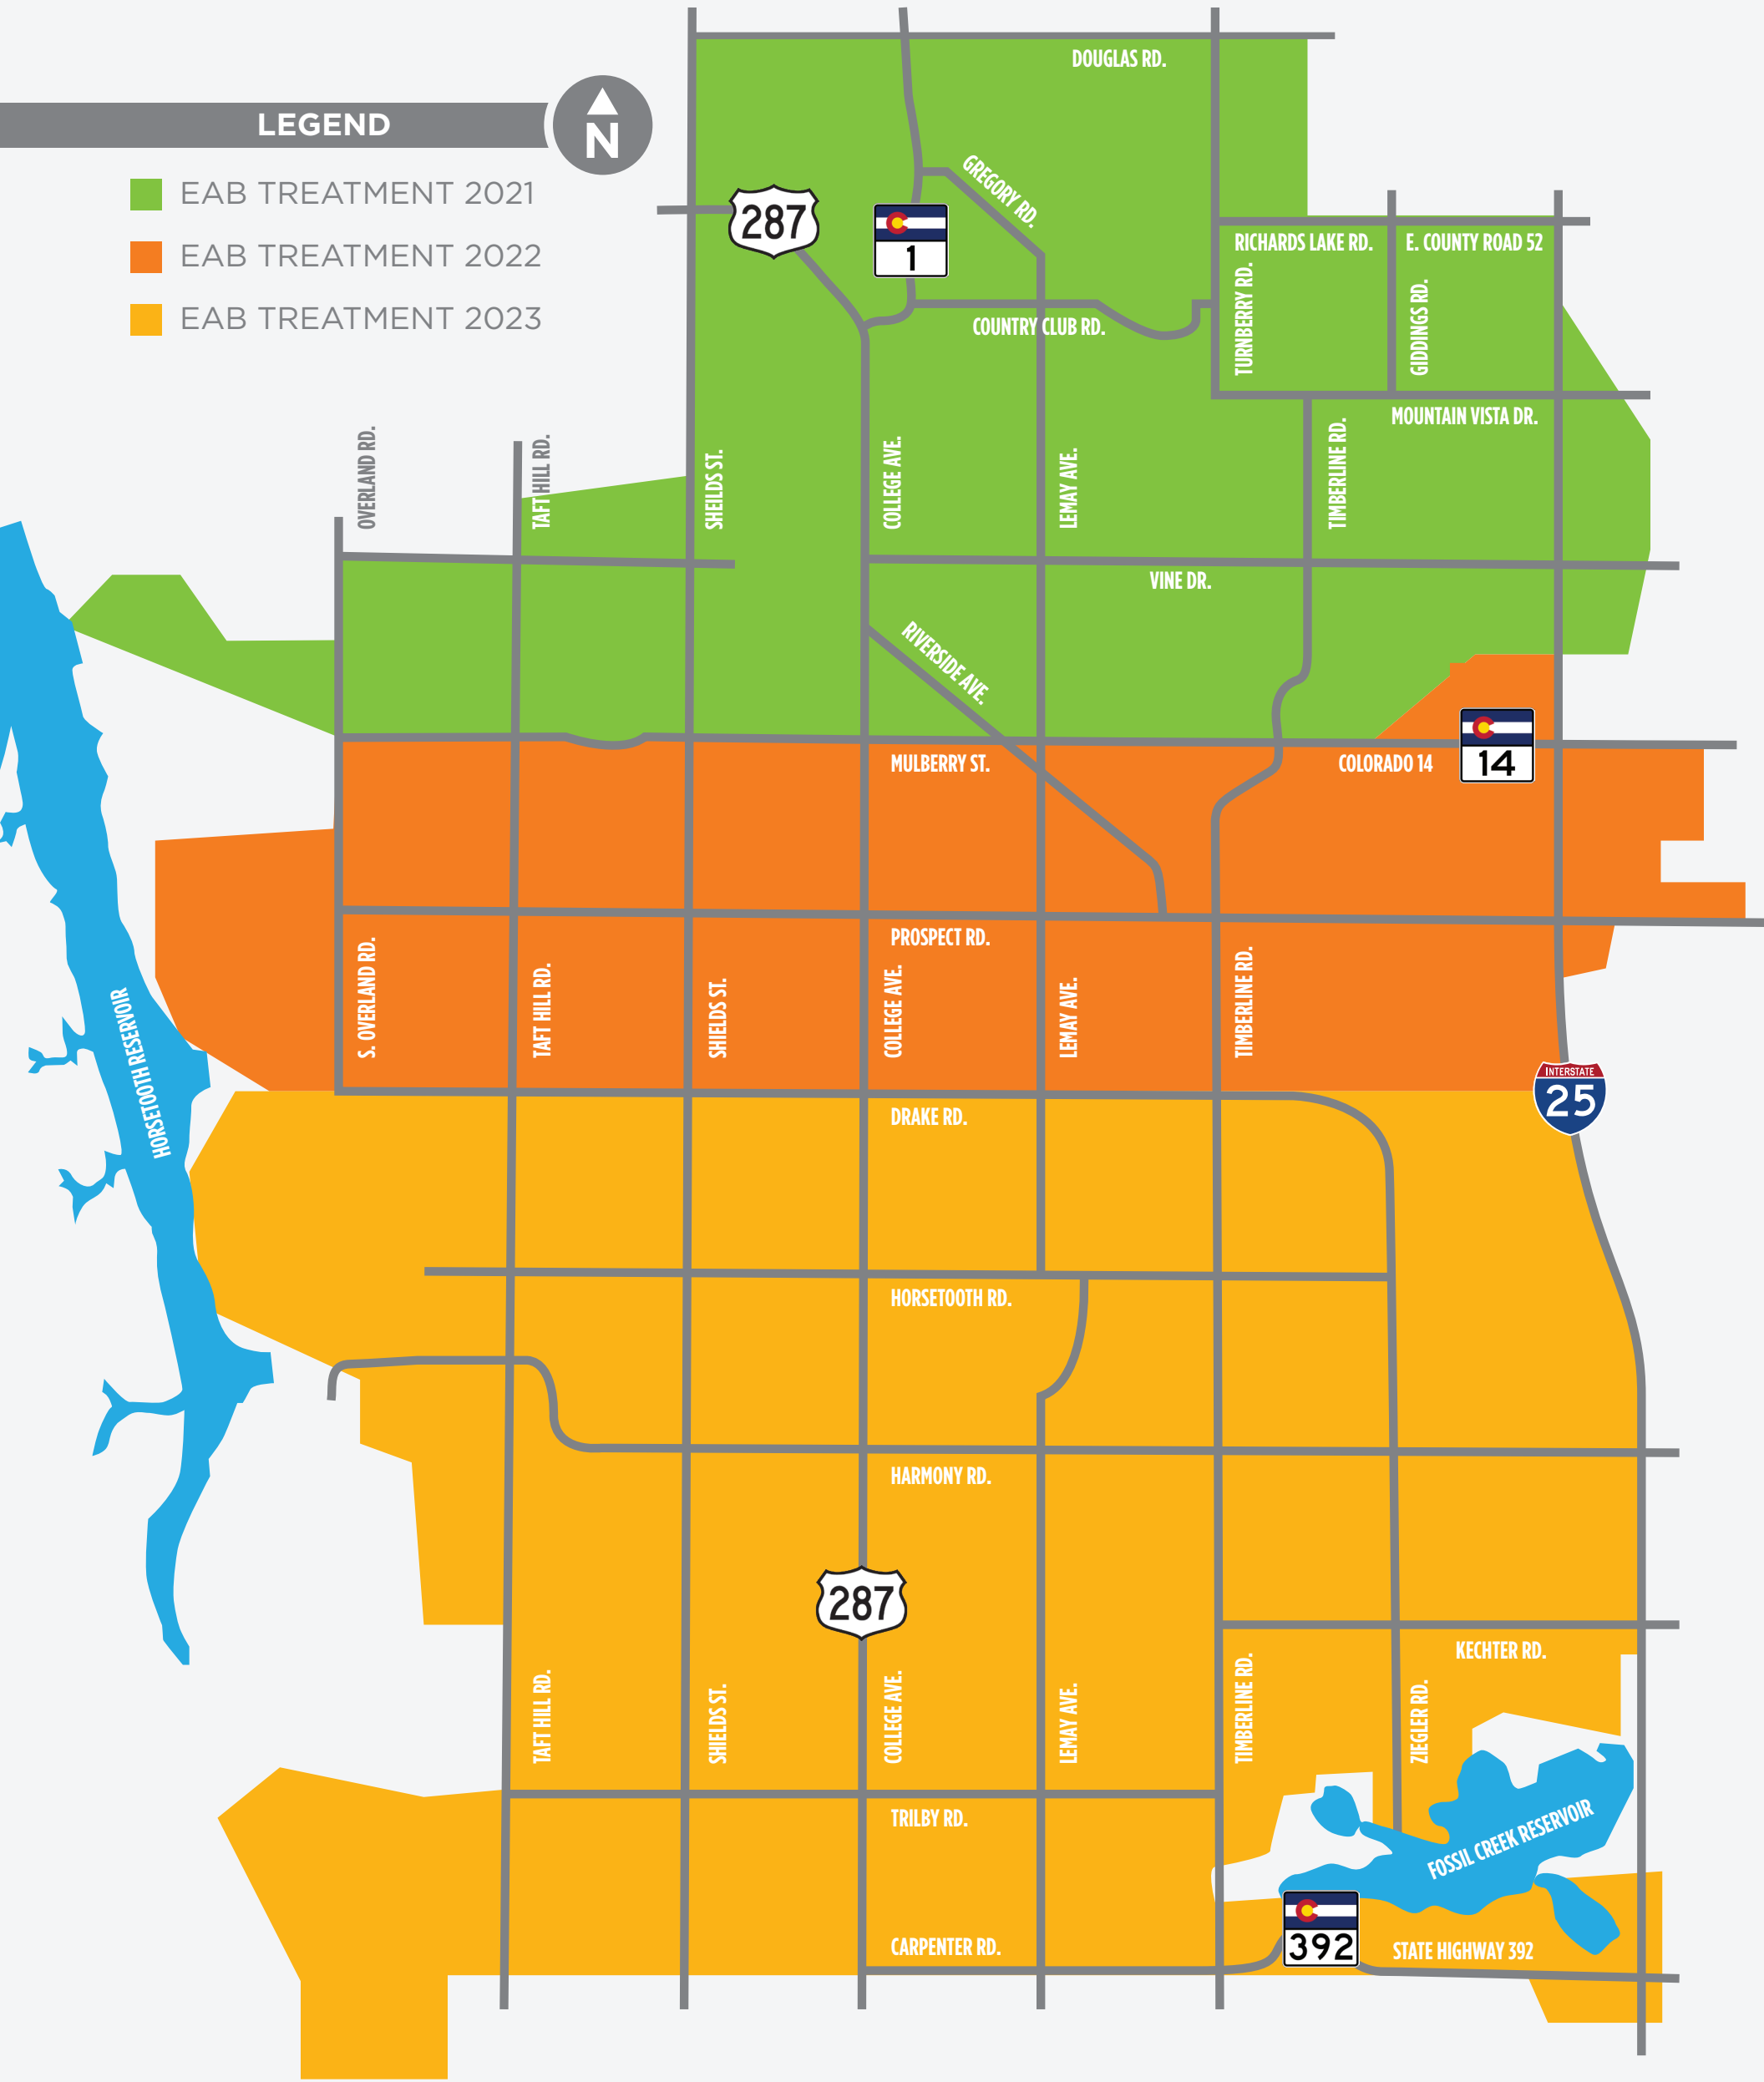 DOUGLAS RD.
LEGEND
N
EAB TREATMENT 2021
EAB TREATMENT 2022
EAB TREATMENT 2023
GREGORY RD.
287
1
RICHARDS LAKE RD.
E. COUNTY ROAD 52
TURNBERRY RD.
GIDDINGS RD.
COUNTRY CLUB RD.
MOUNTAIN VISTA DR.
OVERLAND RD.
TAFT HILL RD.
SHEILDS ST.
COLLEGE AVE.
LEMAY AVE.
TIMBERLINE RD.
VINE DR.
RIVERSIDE AVE.
MULBERRY ST.
COLORADO 14
14
PROSPECT RD.
S. OVERLAND RD.
TAFT HILL RD.
SHIELDS ST.
COLLEGE AVE.
LEMAY AVE.
TIMBERLINE RD.
HORSETOOTH RESERVOIR
INTERSTATE
25
DRAKE RD.
HORSETOOTH RD.
HARMONY RD.
287
KECHTER RD.
TAFT HILL RD.
SHIELDS ST.
COLLEGE AVE.
LEMAY AVE.
TIMBERLINE RD.
ZIEGLER RD.
TRILBY RD.
FOSSIL CREEK RESERVOIR
CARPENTER RD.
392
STATE HIGHWAY 392